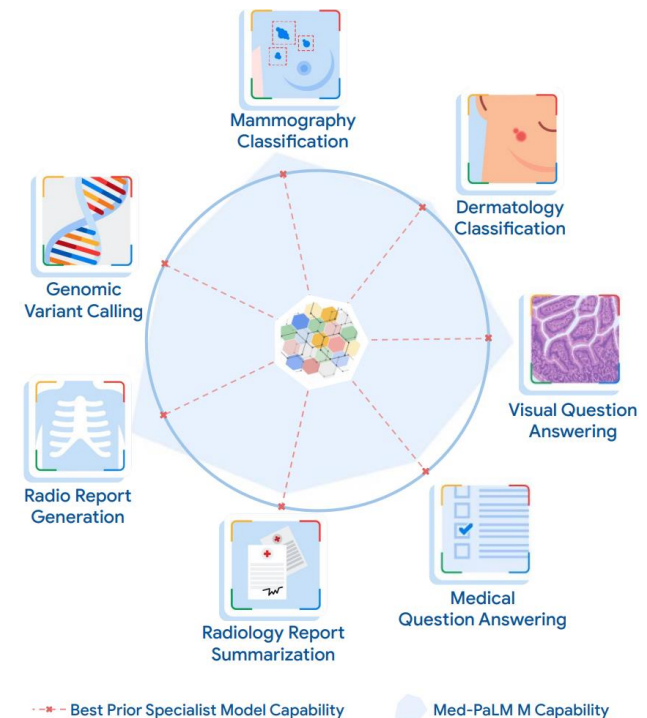 Mammography
Classification
Dermatology
Classification
Genomic
Variant Calling
Visual Question
Answering
Radio Report
Generation
Medical
Question Answering
Radiology Report
Summarization
Best Prior Specialist Model Capability
Med-PaLM M Capability